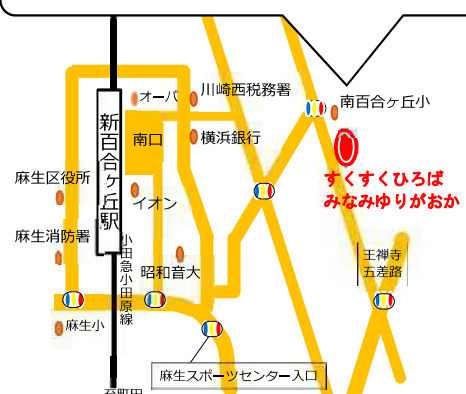 川崎西税務署
オーパ
南百合ヶ丘小
新百合ヶ丘駅
南口
横浜銀行
すくすくひろば
みなみゆりがおか
麻生区役所
イオン
麻生消防署
小田急小田原線
昭和音大
王禅寺
五差路
麻生小
麻生スポーツセンター入口
至町田